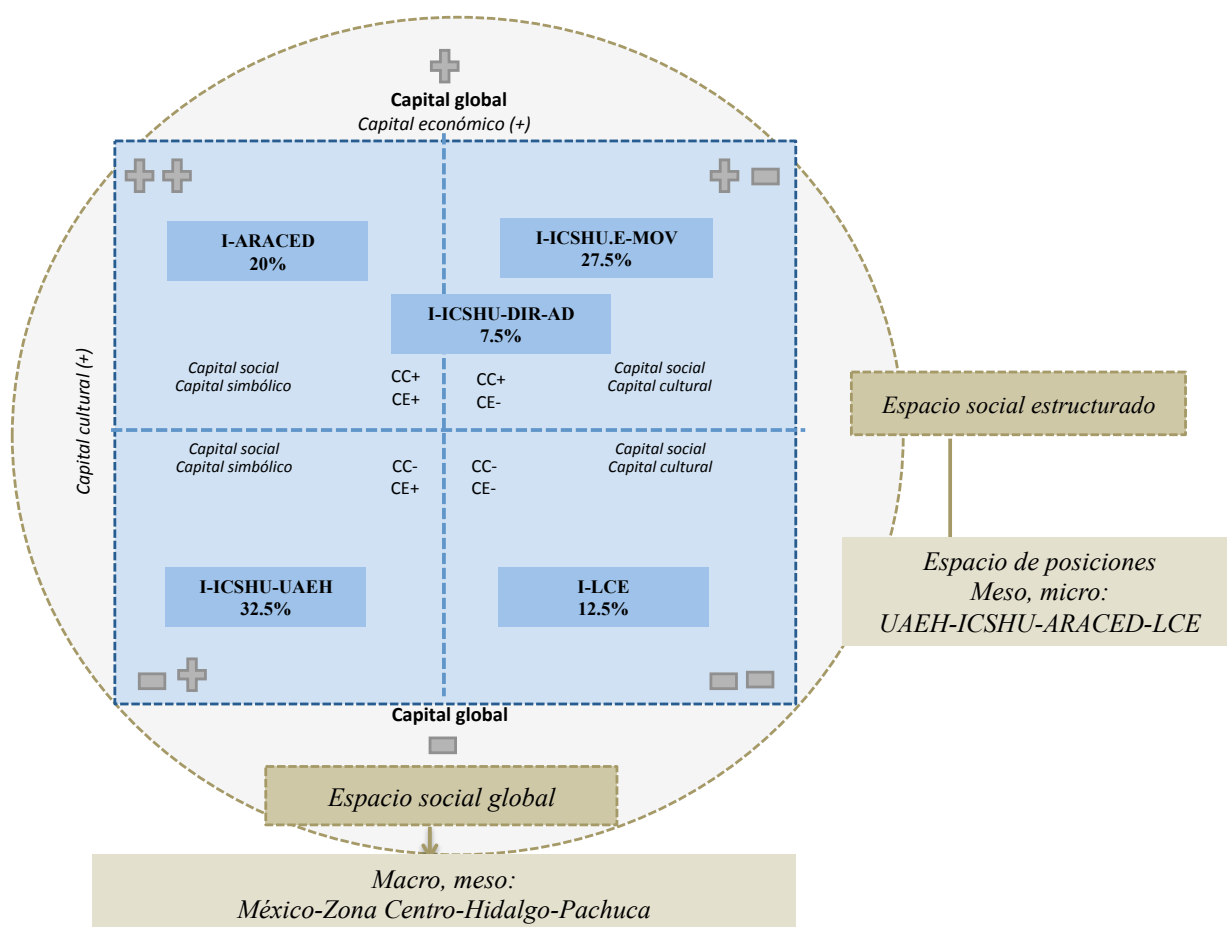 Capital global
Capital económico (+)
I-ARACED
20%
I-ICSHU.E-MOV
27.5%
I-ICSHU-DIR-AD
7.5%
Capital social
Capital simbólico
CC+
CE+
CC+
CE-
Capital social
Capital cultural
Capital cultural (+)
Capital social
Capital simbólico
CC-
CE+
CC-
CE-
Capital social
Capital cultural
I-ICSHU-UAEH
32.5%
I-LCE
12.5%
Capital global
Espacio social estructurado
Espacio de posiciones
Meso, micro:
UAEH-ICSHU-ARACED-LCE
Espacio social global
Macro, meso:
México-Zona Centro-Hidalgo-Pachuca